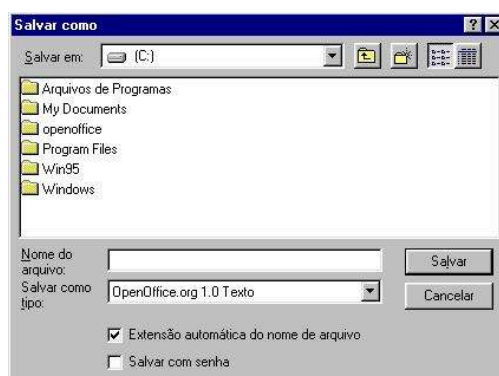 Salvar como
Salvar em: (C:)
Arquivos de Programas
My Documents
openoffice
Program Files
Win95
Windows
Nome do
arquivo:
Salvar
Salvar como
tipo:
OpenOffice.org 1.0 Texto
Cancelar
Extensão automática do nome de arquivo
Salvar com senha